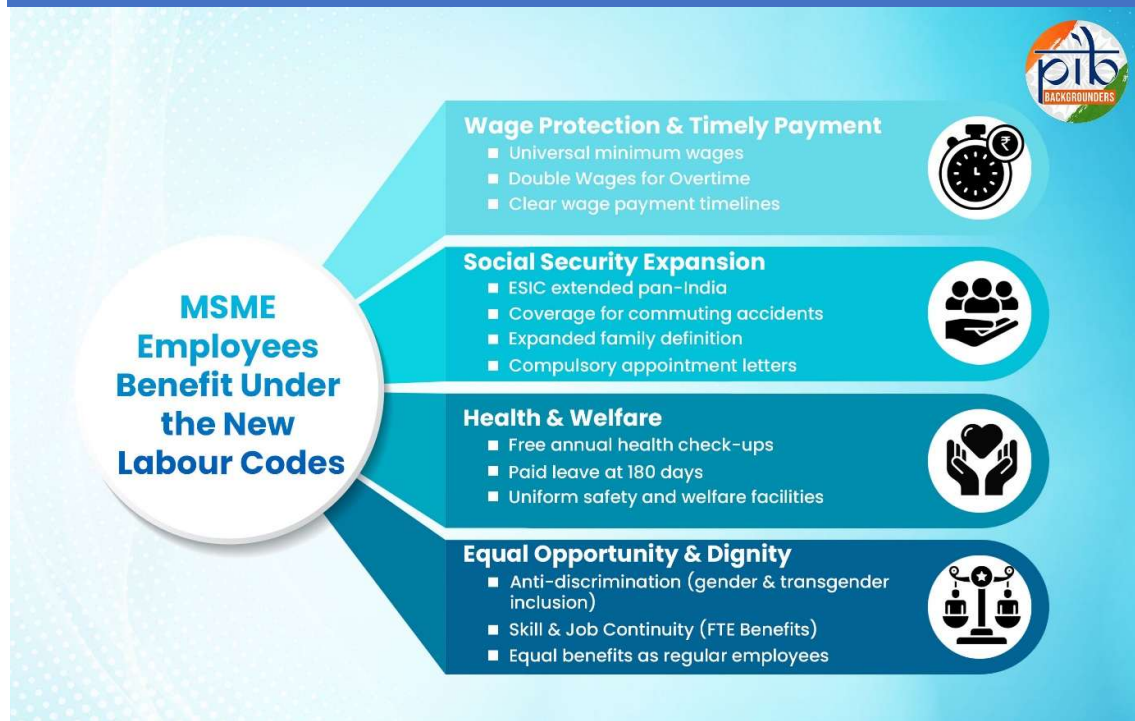 pib
BACKGROUNDERS
MSME
Employees
Benefit Under
the New
Labour Codes
Wage Protection & Timely Payment
■ Universal minimum wages
■ Double Wages for Overtime
■ Clear wage payment timelines
₹
Social Security Expansion
■ ESIC extended pan-India
■ Coverage for commuting accidents
■ Expanded family definition
■ Compulsory appointment letters
Health & Welfare
■ Free annual health check-ups
■ Paid leave at 180 days
■ Uniform safety and welfare facilities
Equal Opportunity & Dignity
■ Anti-discrimination (gender & transgender
inclusion)
■ Skill & Job Continuity (FTE Benefits)
■ Equal benefits as regular employees